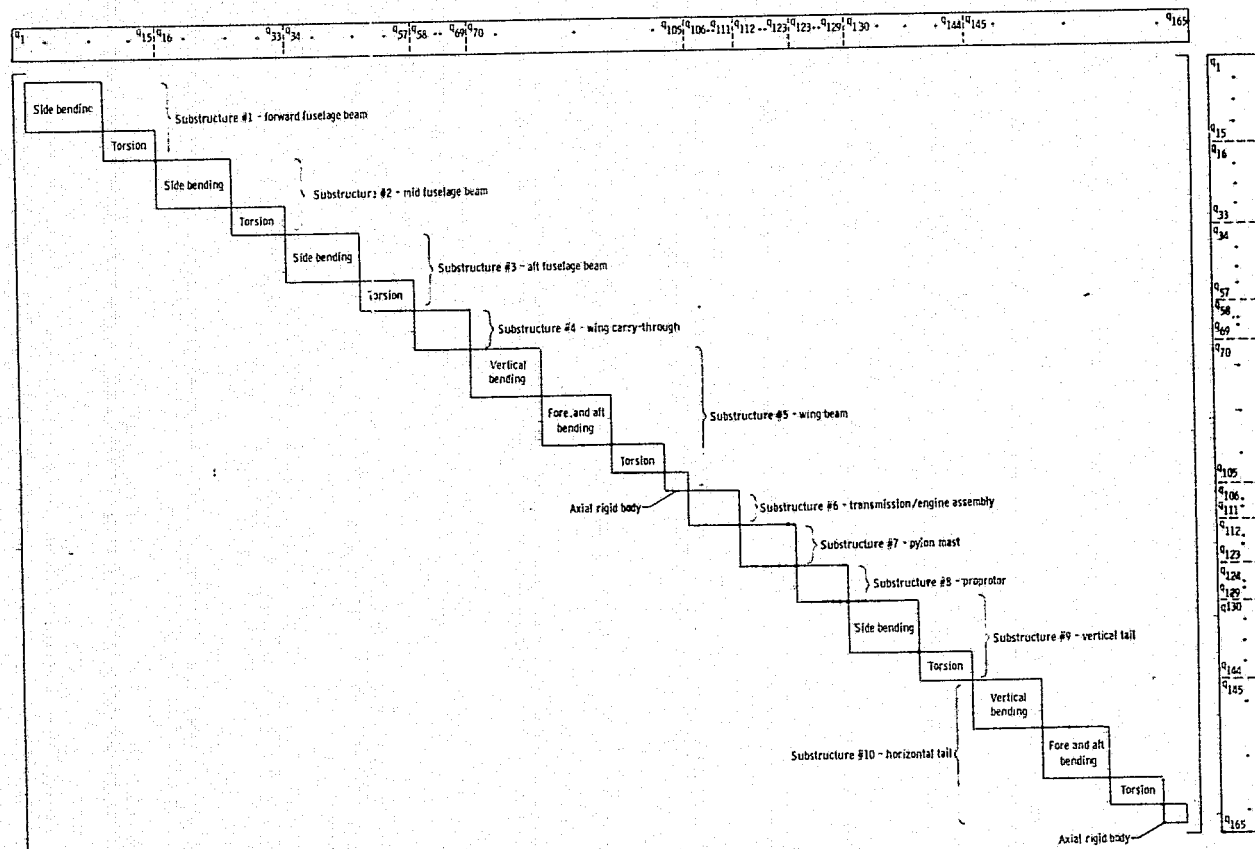 q1 q15 q16 q33 q34 q57 q58 -- q69 q70 q105 q106--q111 q112 -- q123 q123--q129 q130 q144 q145 q165
Side bending
Substructure #1 - forward fuselage beam
Torsion
Side bending
Substructure #2 - mid fuselage beam
Torsion
Side bending
Substructure #3 - aft fuselage beam
Torsion
Substructure #4 - wing carry-through
Vertical
bending
Substructure #5 - wing beam
Fore and aft
bending
Torsion
Axial rigid body
Substructure #6 - transmission/engine assembly
Substructure #7 - pylon mast
Substructure #8 - proprotor
Side bending
Substructure #9 - vertical tail
Torsion
Vertical
bending
Substructure #10 - horizontal tail
Fore and aft
bending
Torsion
Axial rigid body
q1
q15
q16
q33
q34
q57
q58
q69
q70
q105
q106
q111
q112
q123
q124
q129
q130
q144
q145
q165